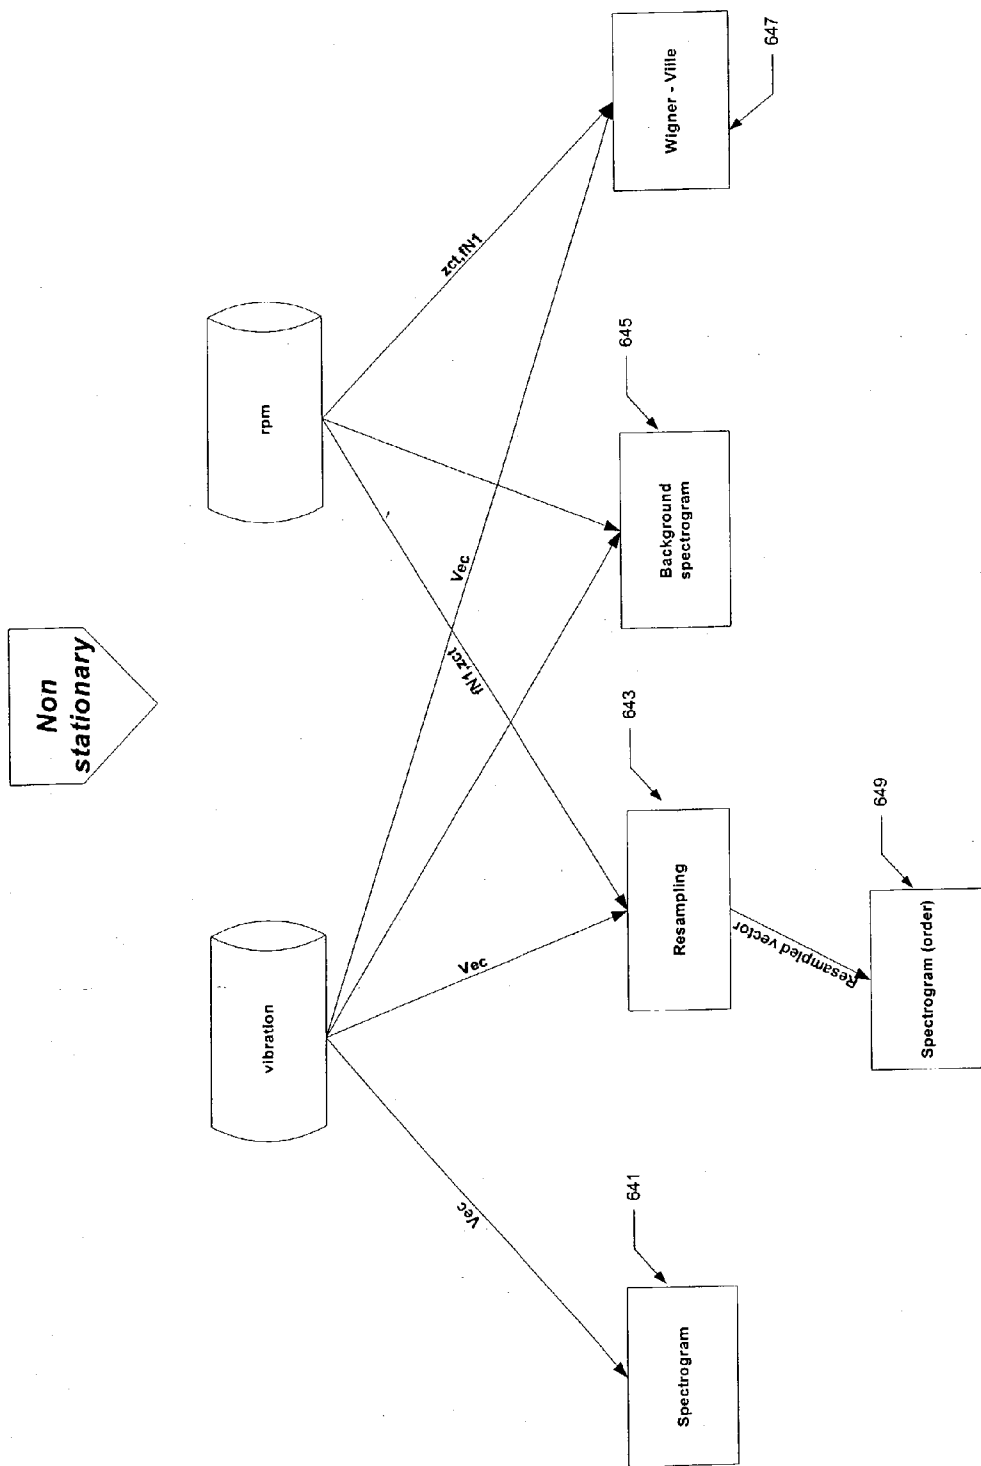 Non
stationary
vibration
rpm
Vec
Vec
fN1,zct
Vec
zct,fN1
641
Spectrogram
643
Resampling
645
Background
spectrogram
Wigner - Ville
647
Resampled vector
649
Spectrogram (order)